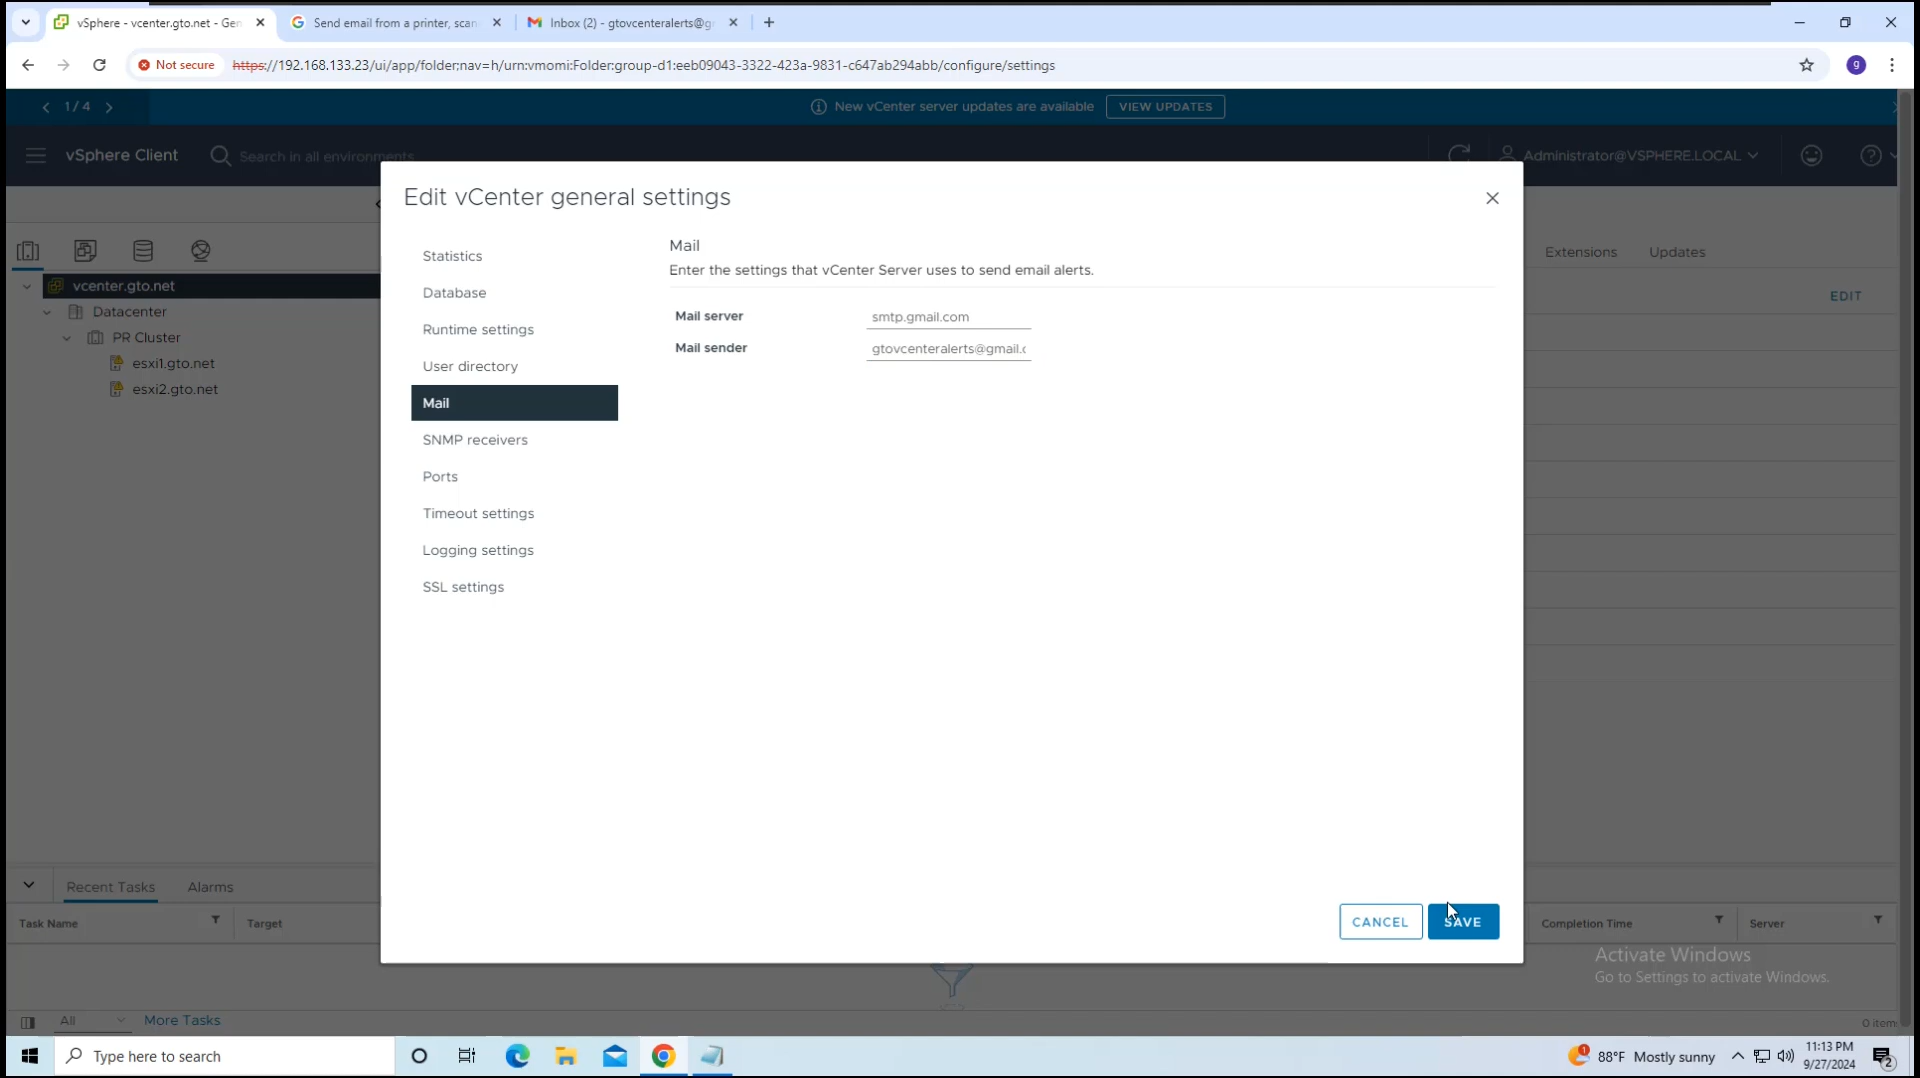 vSphere - vcenter.gto.net - Gen
Send email from a printer, scan
Inbox (2) - gtovcenteralerts@g
Not secure
https://192.168.133.23/ui/app/folder;nav=h/urn:vmomi:Folder:group-d1:eeb09043-3322-423a-9831-c647ab294abb/configure/settings
g
1 / 4
New vCenter server updates are available
VIEW UPDATES
vSphere Client
Search in all environments
Administrator@VSPHERE.LOCAL
Edit vCenter general settings
Statistics
Database
Runtime settings
User directory
Mail
SNMP receivers
Ports
Timeout settings
Logging settings
SSL settings
Mail
Enter the settings that vCenter Server uses to send email alerts.
Mail server
smtp.gmail.com
Mail sender
gtovcenteralerts@gmail.c
CANCEL
SAVE
vcenter.gto.net
Datacenter
PR Cluster
esxi1.gto.net
esxi2.gto.net
Extensions
Updates
EDIT
Recent Tasks
Alarms
Task Name
Target
Completion Time
Server
Activate Windows
Go to Settings to activate Windows.
All
More Tasks
0 item
Type here to search
1
88°F Mostly sunny
11:13 PM
9/27/2024
2